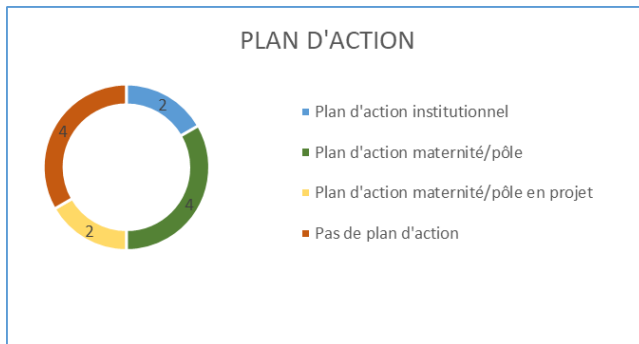 PLAN D'ACTION
2
4
2
4
Plan d'action institutionnel
Plan d'action maternité/pôle
Plan d'action maternité/pôle en projet
Pas de plan d'action